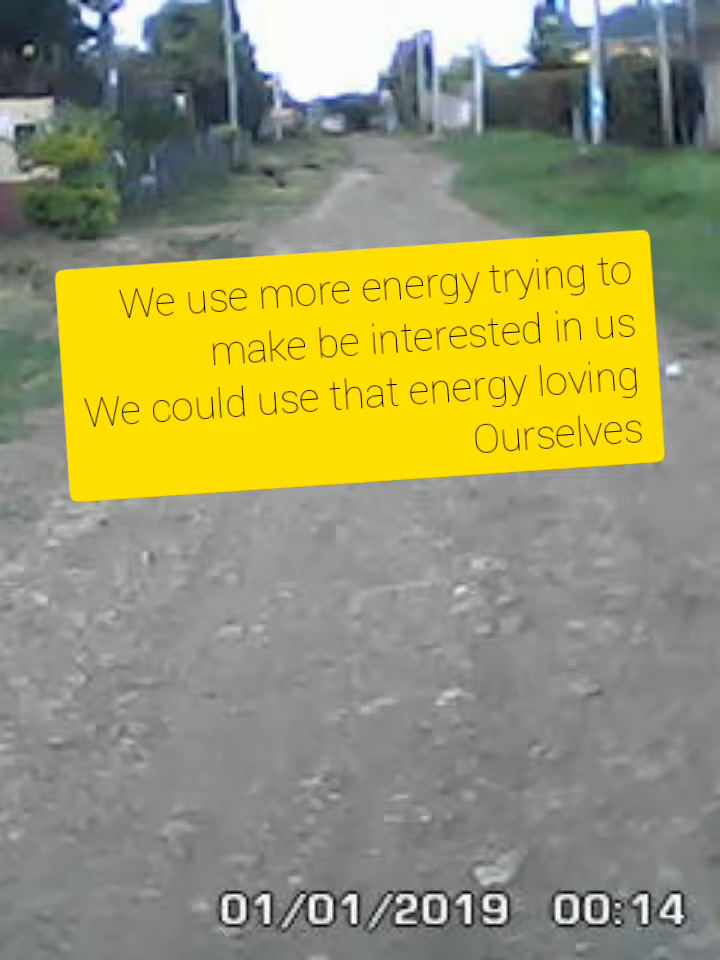 We use more energy trying to
make be interested in us
We could use that energy loving
Ourselves
01/01/2019 00:14